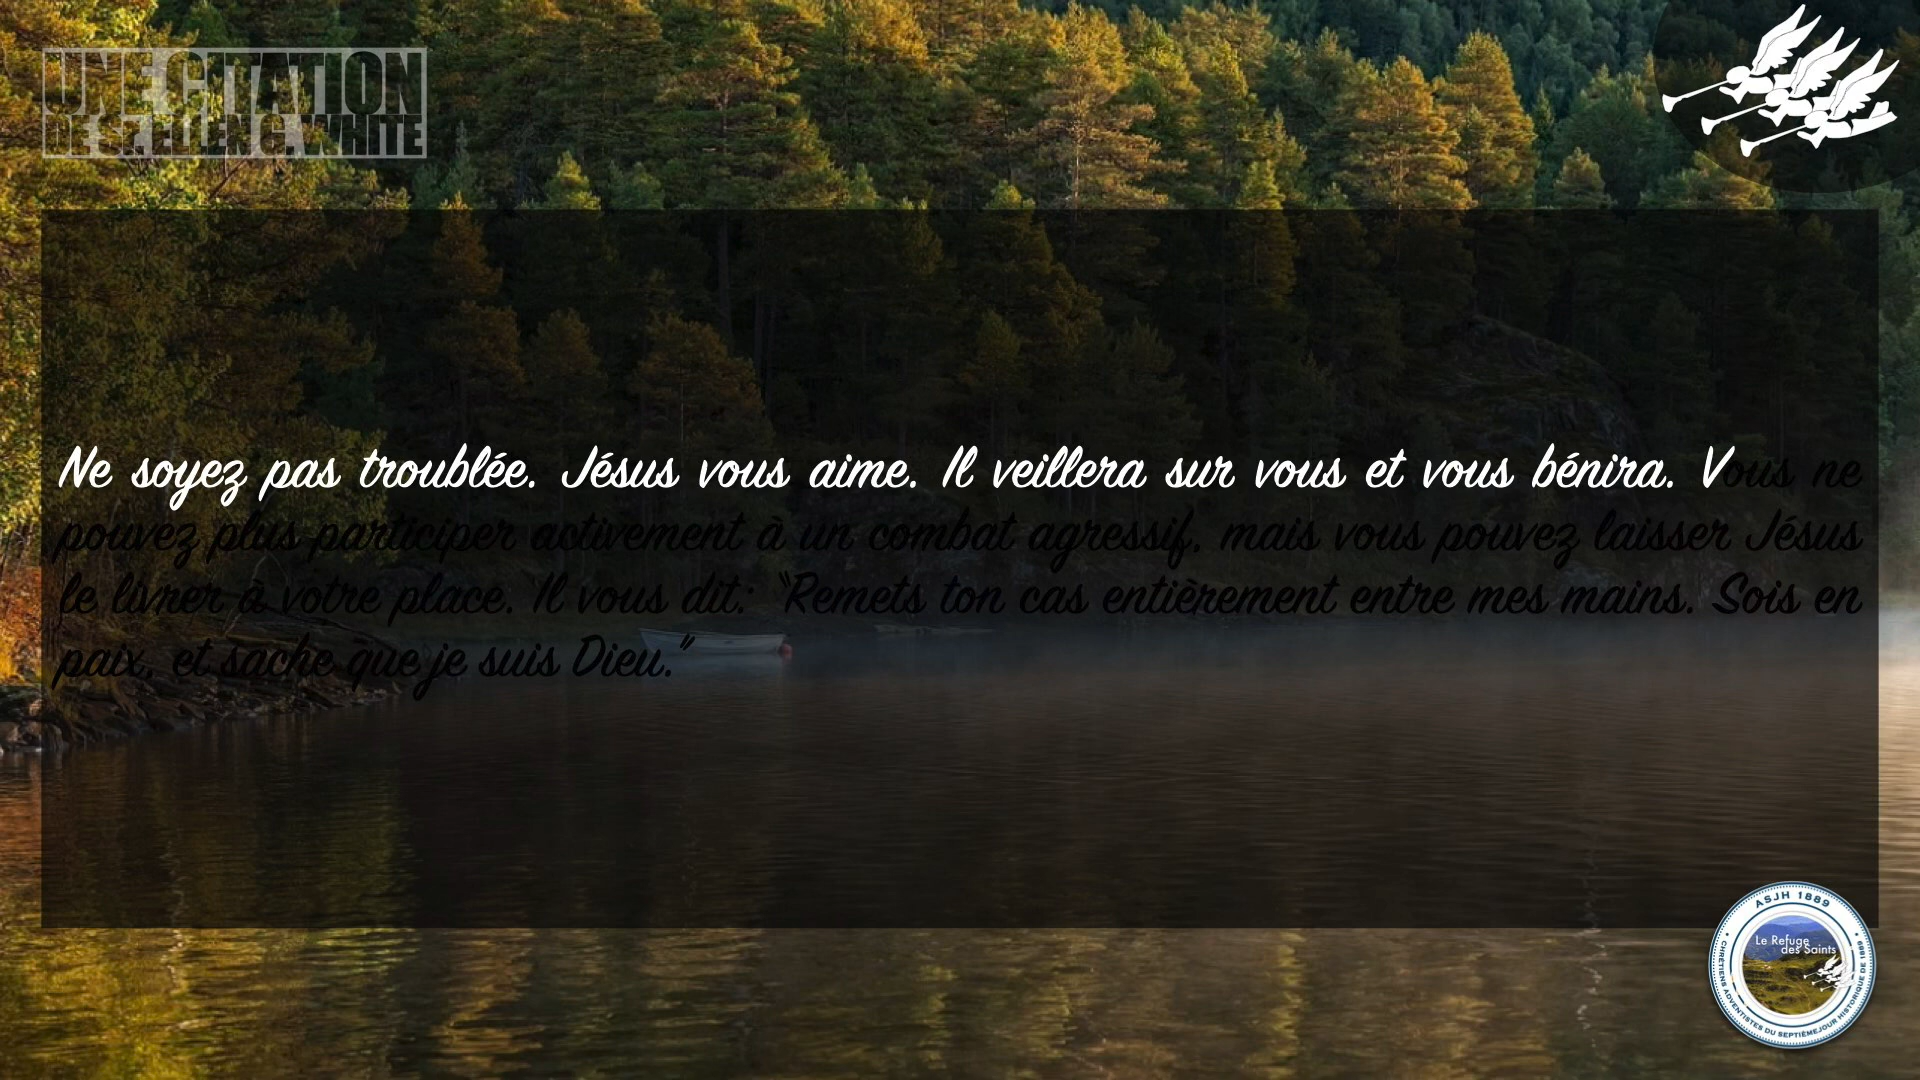 UNE CITATION
DE Sr. ELLEN G. WHITE
Ne soyez pas troublée. Jésus vous aime. Il veillera sur vous et vous bénira. Vous ne
pouvez plus participer activement à un combat agressif, mais vous pouvez laisser Jésus
le livrer à votre place. Il vous dit: “Remets ton cas entièrement entre mes mains. Sois en
paix, et sache que je suis Dieu.”
ASJH 1889
Le Refuge
des Saints
CHRÉTIENS ADVENTISTES DU SEPTIÈME JOUR HISTORIQUE DE 1889